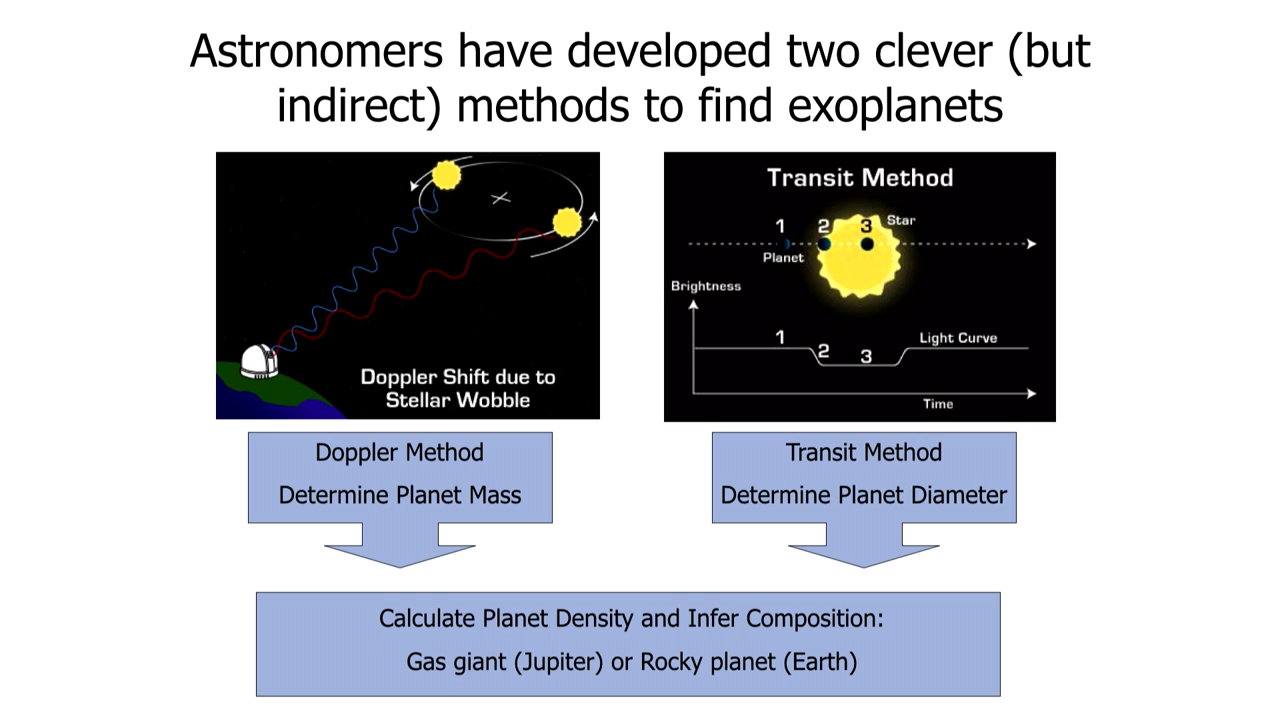 Astronomers have developed two clever (but
indirect) methods to find exoplanets
Doppler Shift due to
Stellar Wobble
Transit Method
1
2
3
Star
Planet
Brightness
1
2
3
Light Curve
Time
Doppler Method
Determine Planet Mass
Transit Method
Determine Planet Diameter
Calculate Planet Density and Infer Composition:
Gas giant (Jupiter) or Rocky planet (Earth)